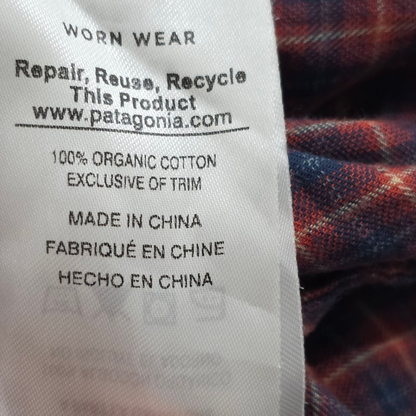 WORN WEAR
Repair, Reuse, Recycle
This Product
www.patagonia.com
100% ORGANIC COTTON
EXCLUSIVE OF TRIM
MADE IN CHINA
FABRIQUÉ EN CHINE
HECHO EN CHINA